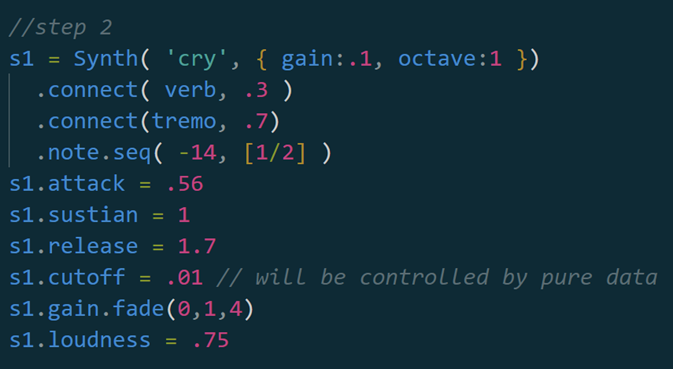 //step 2
s1 = Synth( 'cry', { gain:.1, octave:1 })
.connect( verb, .3 )
.connect(tremo, .7)
.note.seq( -14, [1/2] )
s1.attack = .56
s1.sustian = 1
s1.release = 1.7
s1.cutoff = .01 // will be controlled by pure data
s1.gain.fade(0,1,4)
s1.loudness = .75